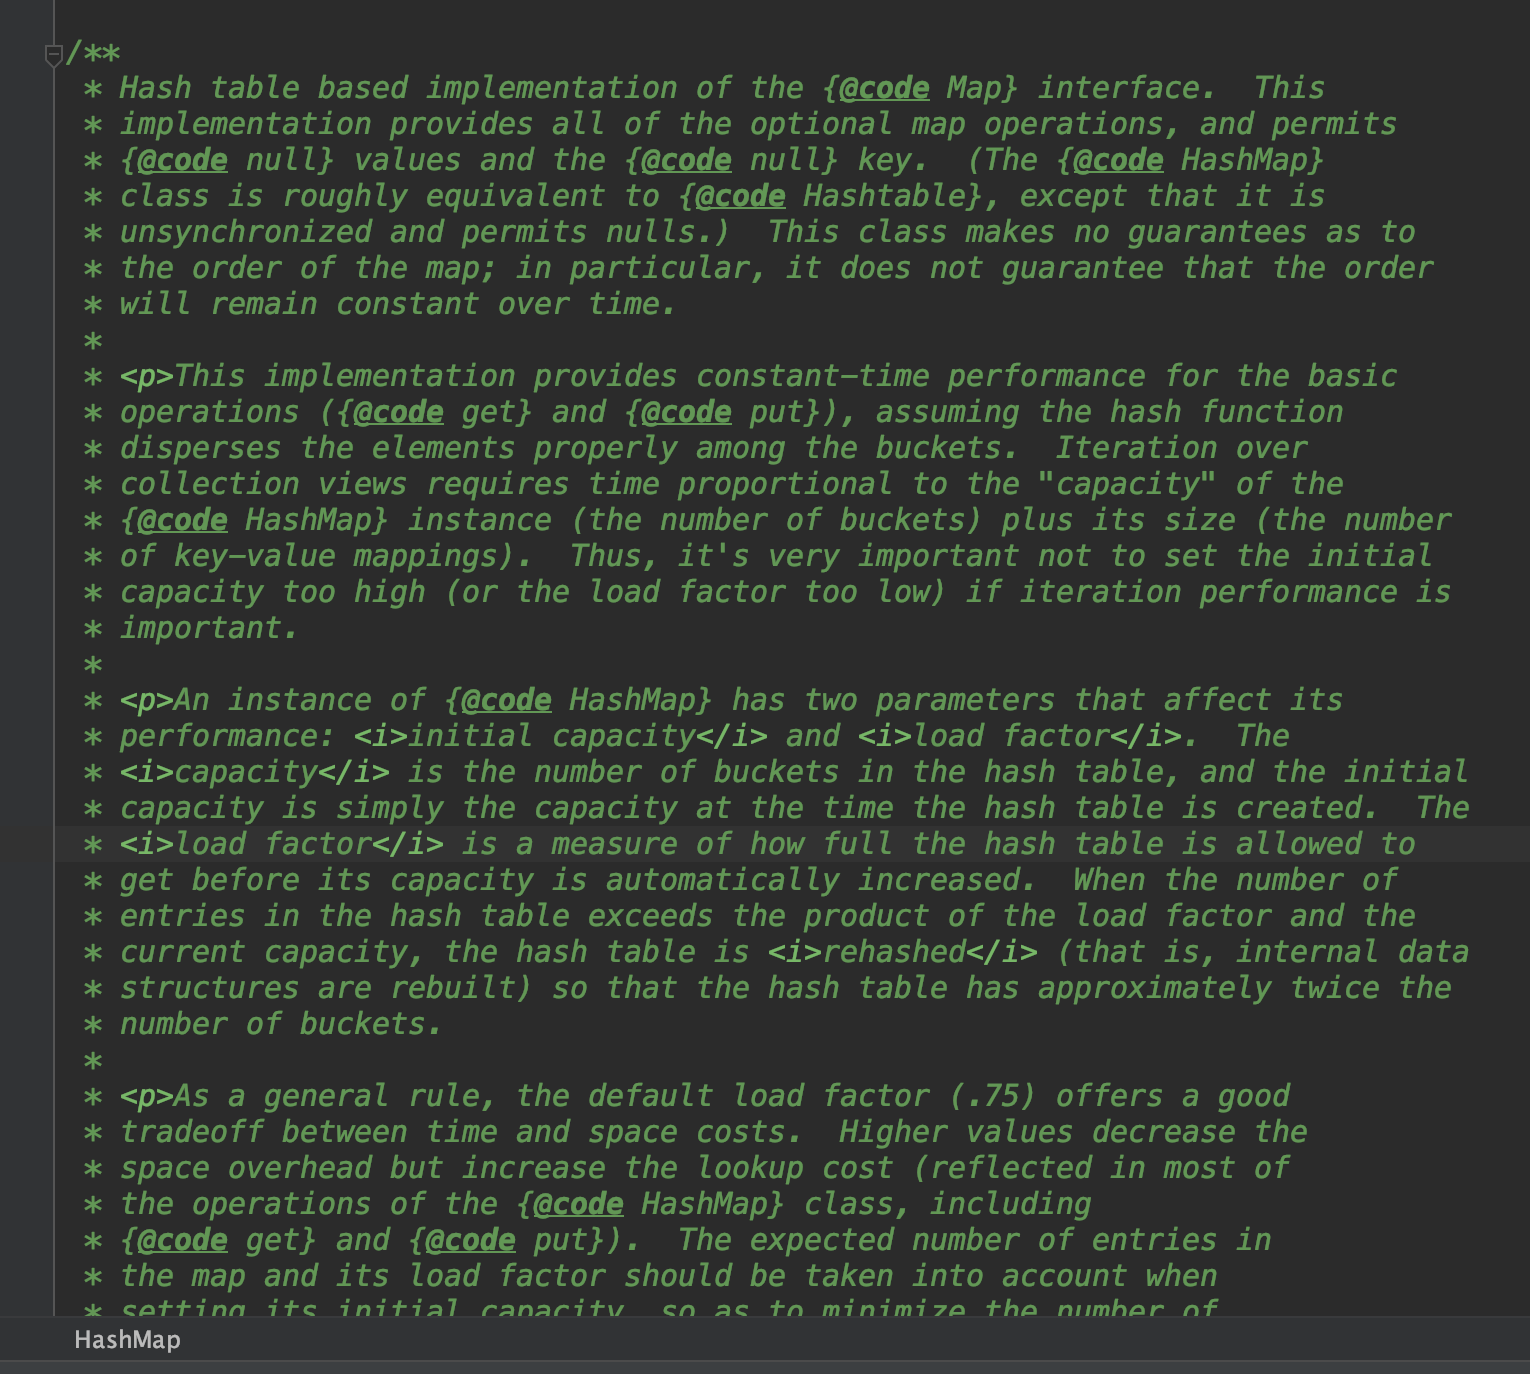 /**
* Hash table based implementation of the {@code Map} interface.  This
* implementation provides all of the optional map operations, and permits
* {@code null} values and the {@code null} key.  (The {@code HashMap}
* class is roughly equivalent to {@code Hashtable}, except that it is
* unsynchronized and permits nulls.)  This class makes no guarantees as to
* the order of the map; in particular, it does not guarantee that the order
* will remain constant over time.
*
* <p>This implementation provides constant-time performance for the basic
* operations ({@code get} and {@code put}), assuming the hash function
* disperses the elements properly among the buckets.  Iteration over
* collection views requires time proportional to the "capacity" of the
* {@code HashMap} instance (the number of buckets) plus its size (the number
* of key-value mappings).  Thus, it's very important not to set the initial
* capacity too high (or the load factor too low) if iteration performance is
* important.
*
* <p>An instance of {@code HashMap} has two parameters that affect its
* performance: <i>initial capacity</i> and <i>load factor</i>.  The
* <i>capacity</i> is the number of buckets in the hash table, and the initial
* capacity is simply the capacity at the time the hash table is created.  The
* <i>load factor</i> is a measure of how full the hash table is allowed to
* get before its capacity is automatically increased.  When the number of
* entries in the hash table exceeds the product of the load factor and the
* current capacity, the hash table is <i>rehashed</i> (that is, internal data
* structures are rebuilt) so that the hash table has approximately twice the
* number of buckets.
*
* <p>As a general rule, the default load factor (.75) offers a good
* tradeoff between time and space costs.  Higher values decrease the
* space overhead but increase the lookup cost (reflected in most of
* the operations of the {@code HashMap} class, including
* {@code get} and {@code put}).  The expected number of entries in
* the map and its load factor should be taken into account when
* setting its initial capacity, so as to minimize the number of
HashMap